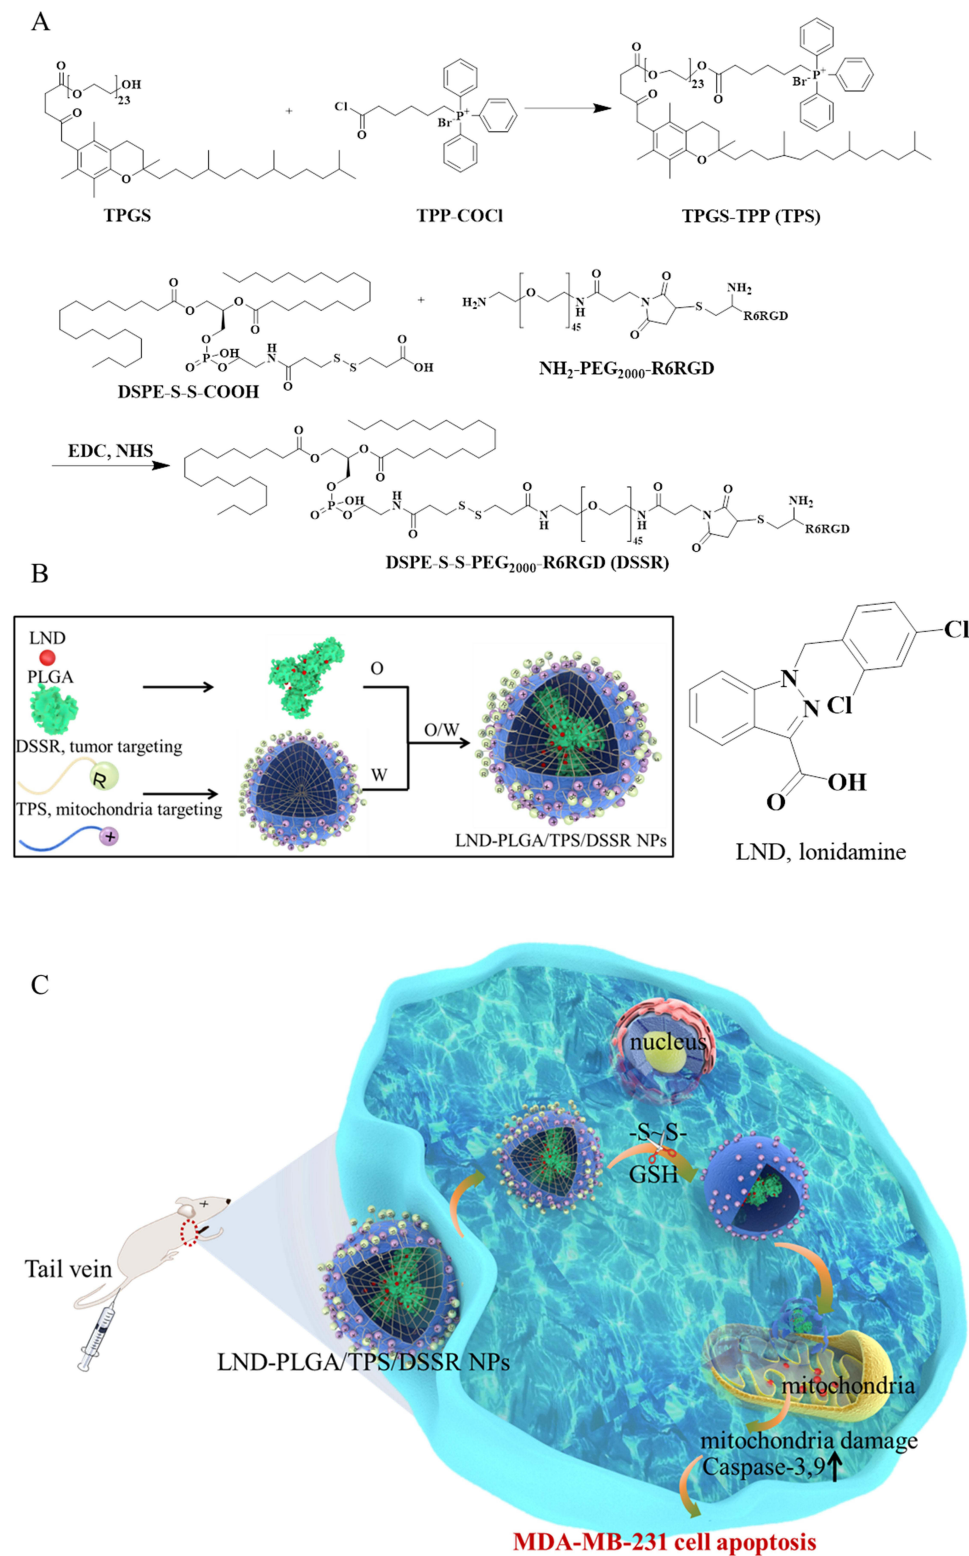 A
TPGS
TPP-COCl
TPGS-TPP (TPS)
O
O
O
23
OH
O
O
+
Cl
O
Br-
P+
O
O
23
O
O
Br-
P+
O
O
DSPE-S-S-COOH
O
O
O
O
O
P
OH
O
O
H
N
O
S
S
O
OH
+
NH2-PEG2000-R6RGD
H2N
O
45
N
H
O
N
O
O
S
NH2
R6RGD
EDC, NHS
O
O
O
O
O
P
OH
O
O
H
N
O
S
S
O
N
H
O
45
N
H
O
N
O
O
S
NH2
R6RGD
DSPE-S-S-PEG2000-R6RGD (DSSR)
B
LND
PLGA
DSSR, tumor targeting
R
TPS, mitochondria targeting
+
O
W
O/W
LND-PLGA/TPS/DSSR NPs
Cl
N
N
Cl
OH
O
LND, lonidamine
C
nucleus
-S-S-
GSH
Tail vein
LND-PLGA/TPS/DSSR NPs
mitochondria
mitochondria damage
Caspase-3,9
MDA-MB-231 cell apoptosis